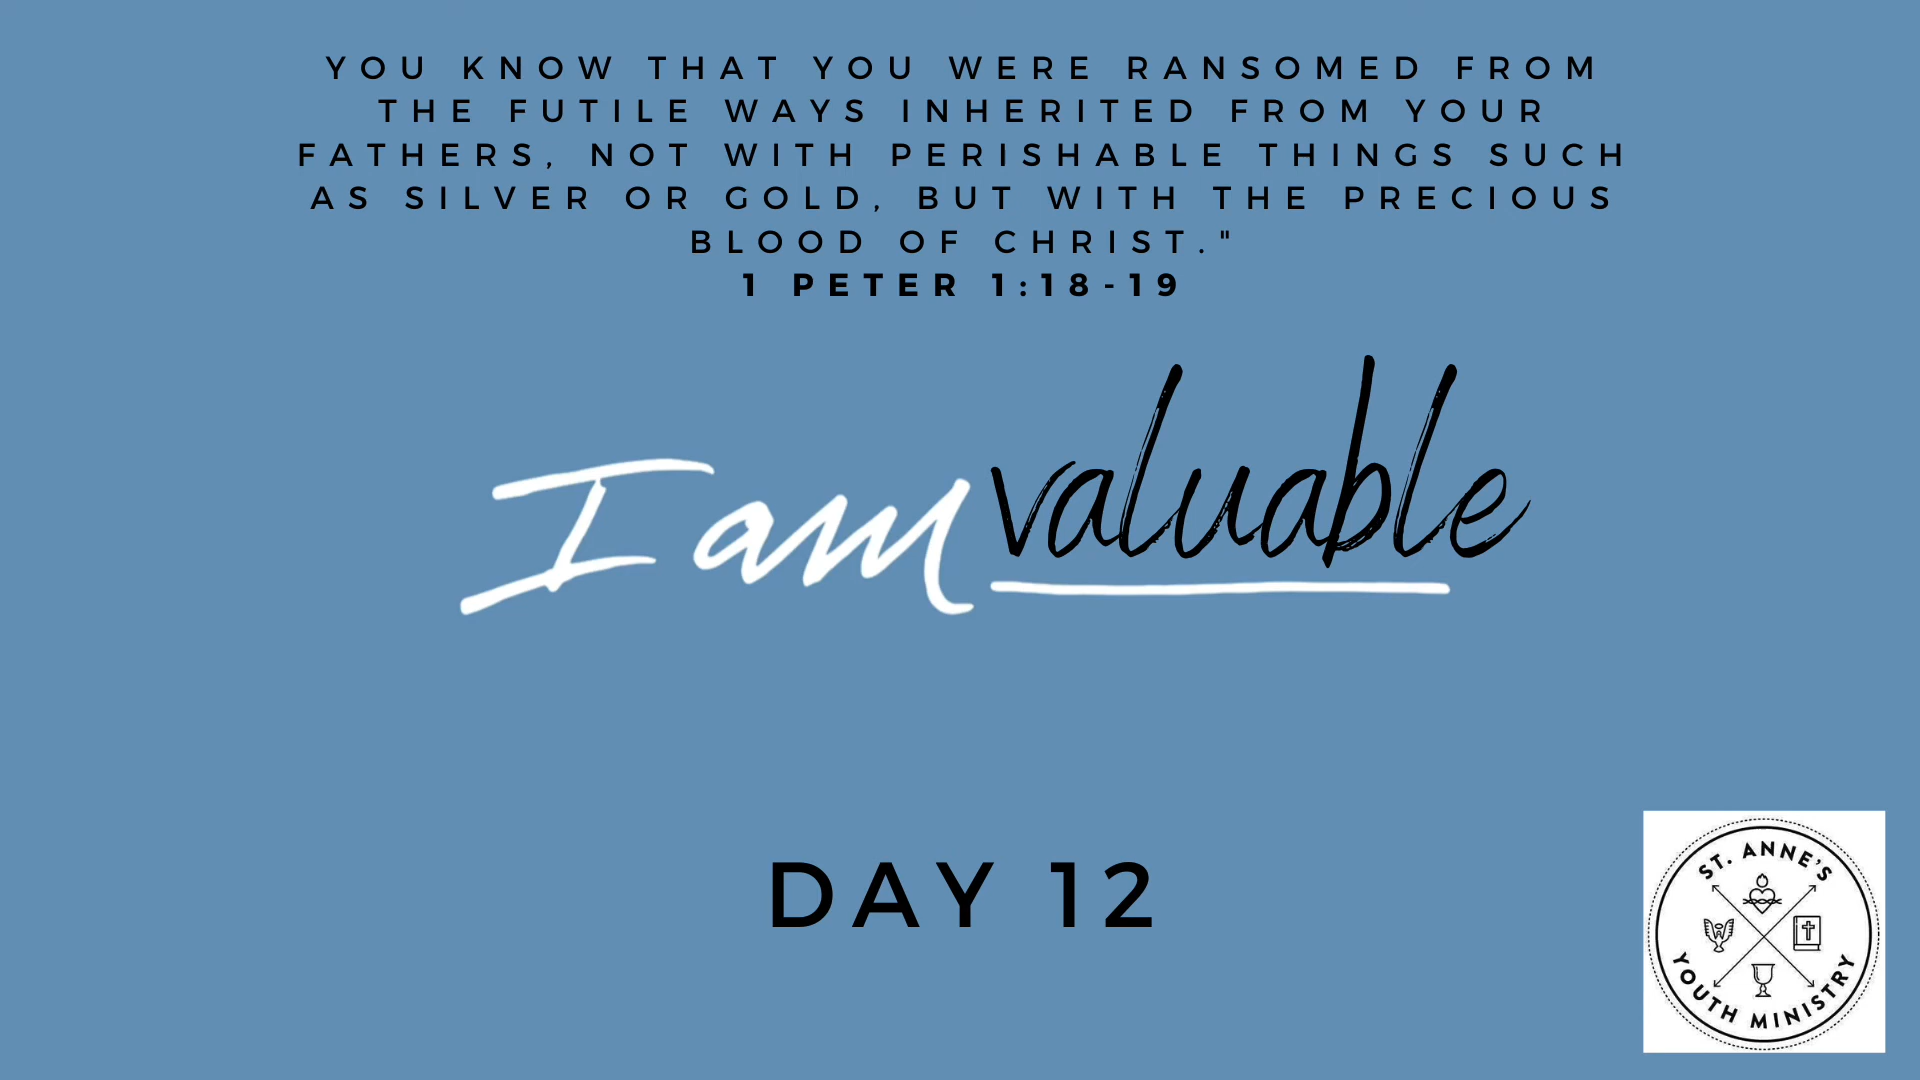 YOU KNOW THAT YOU WERE RANSOMED FROM
THE FUTILE WAYS INHERITED FROM YOUR
FATHERS, NOT WITH PERISHABLE THINGS SUCH
AS SILVER OR GOLD, BUT WITH THE PRECIOUS
BLOOD OF CHRIST."
1 PETER 1:18-19
I am valuable
DAY 12
ST. ANNE'S
YOUTH MINISTRY